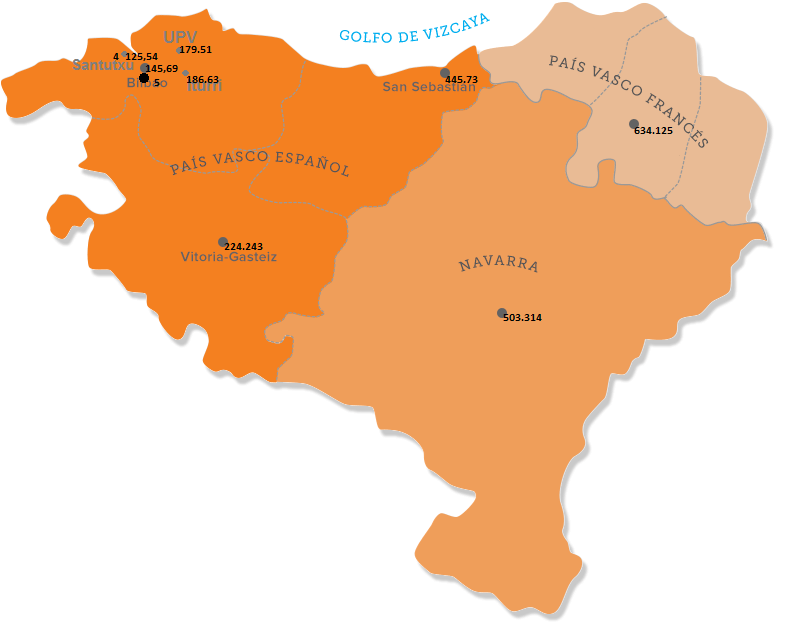 GOLFO DE VIZCAYA
UPV
179.51
4 125,54
Santutxu
145,69
Bilbao
5
186.63
Iturri
445.73
San Sebastián
PAÍS VASCO FRANCÉS
634.125
PAÍS VASCO ESPAÑOL
224.243
Vitoria-Gasteiz
NAVARRA
503.314